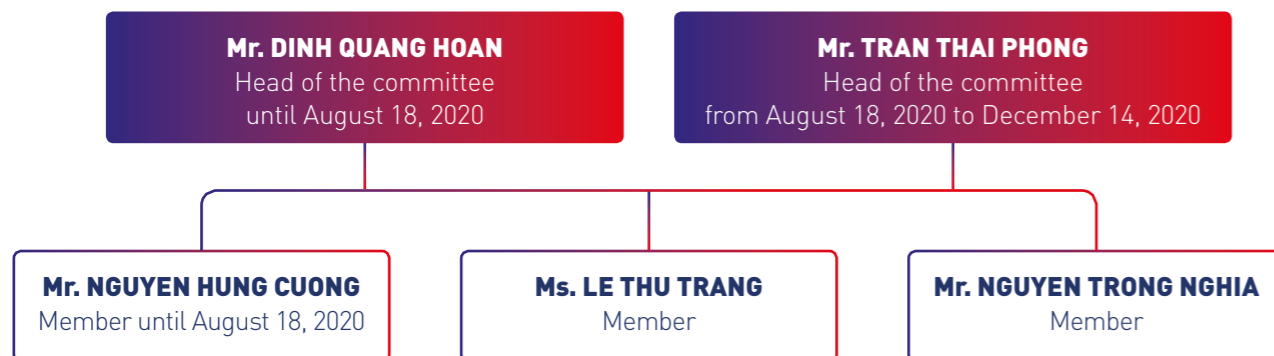 Mr. DINH QUANG HOAN
Head of the committee
until August 18, 2020
Mr. TRAN THAI PHONG
Head of the committee
from August 18, 2020 to December 14, 2020
Mr. NGUYEN HUNG CUONG
Member until August 18, 2020
Ms. LE THU TRANG
Member
Mr. NGUYEN TRONG NGHIA
Member